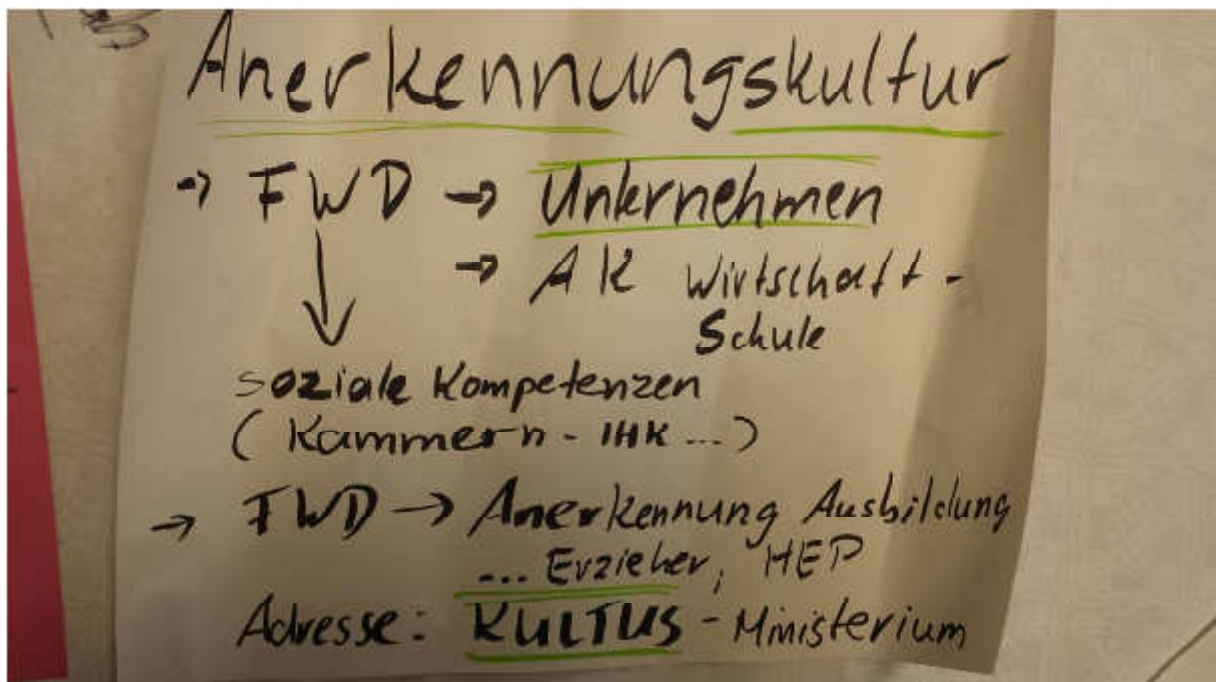 Anerkennungskultur
→ FWD → Unternehmen
→ AK Wirtschaft -
Schule
soziale Kompetenzen
(Kammern - IHK ...)
→ FWD → Anerkennung Ausbildung
... Erzieher, HEP
Adresse: KULTUS - Ministerium